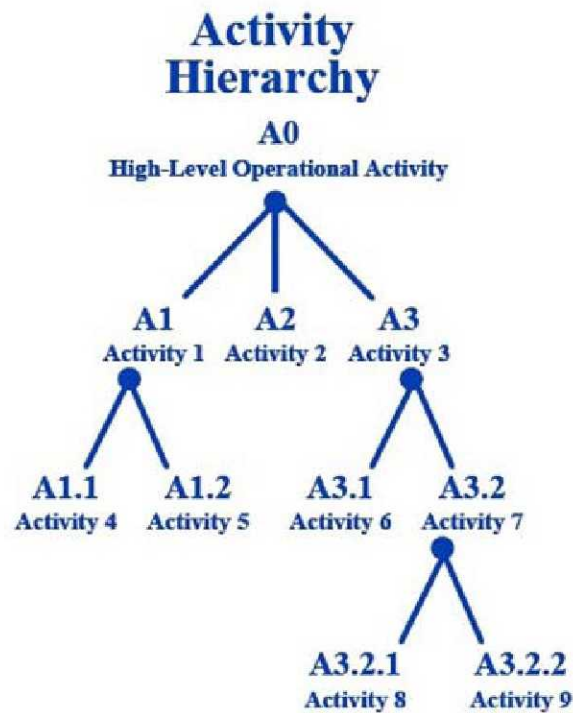 Activity
Hierarchy
A0
High-Level Operational Activity
A1 A2 A3
Activity 1 Activity 2 Activity 3
A1.1 A1.2 A3.1 A3.2
Activity 4 Activity 5 Activity 6 Activity 7
A3.2.1 A3.2.2
Activity 8 Activity 9